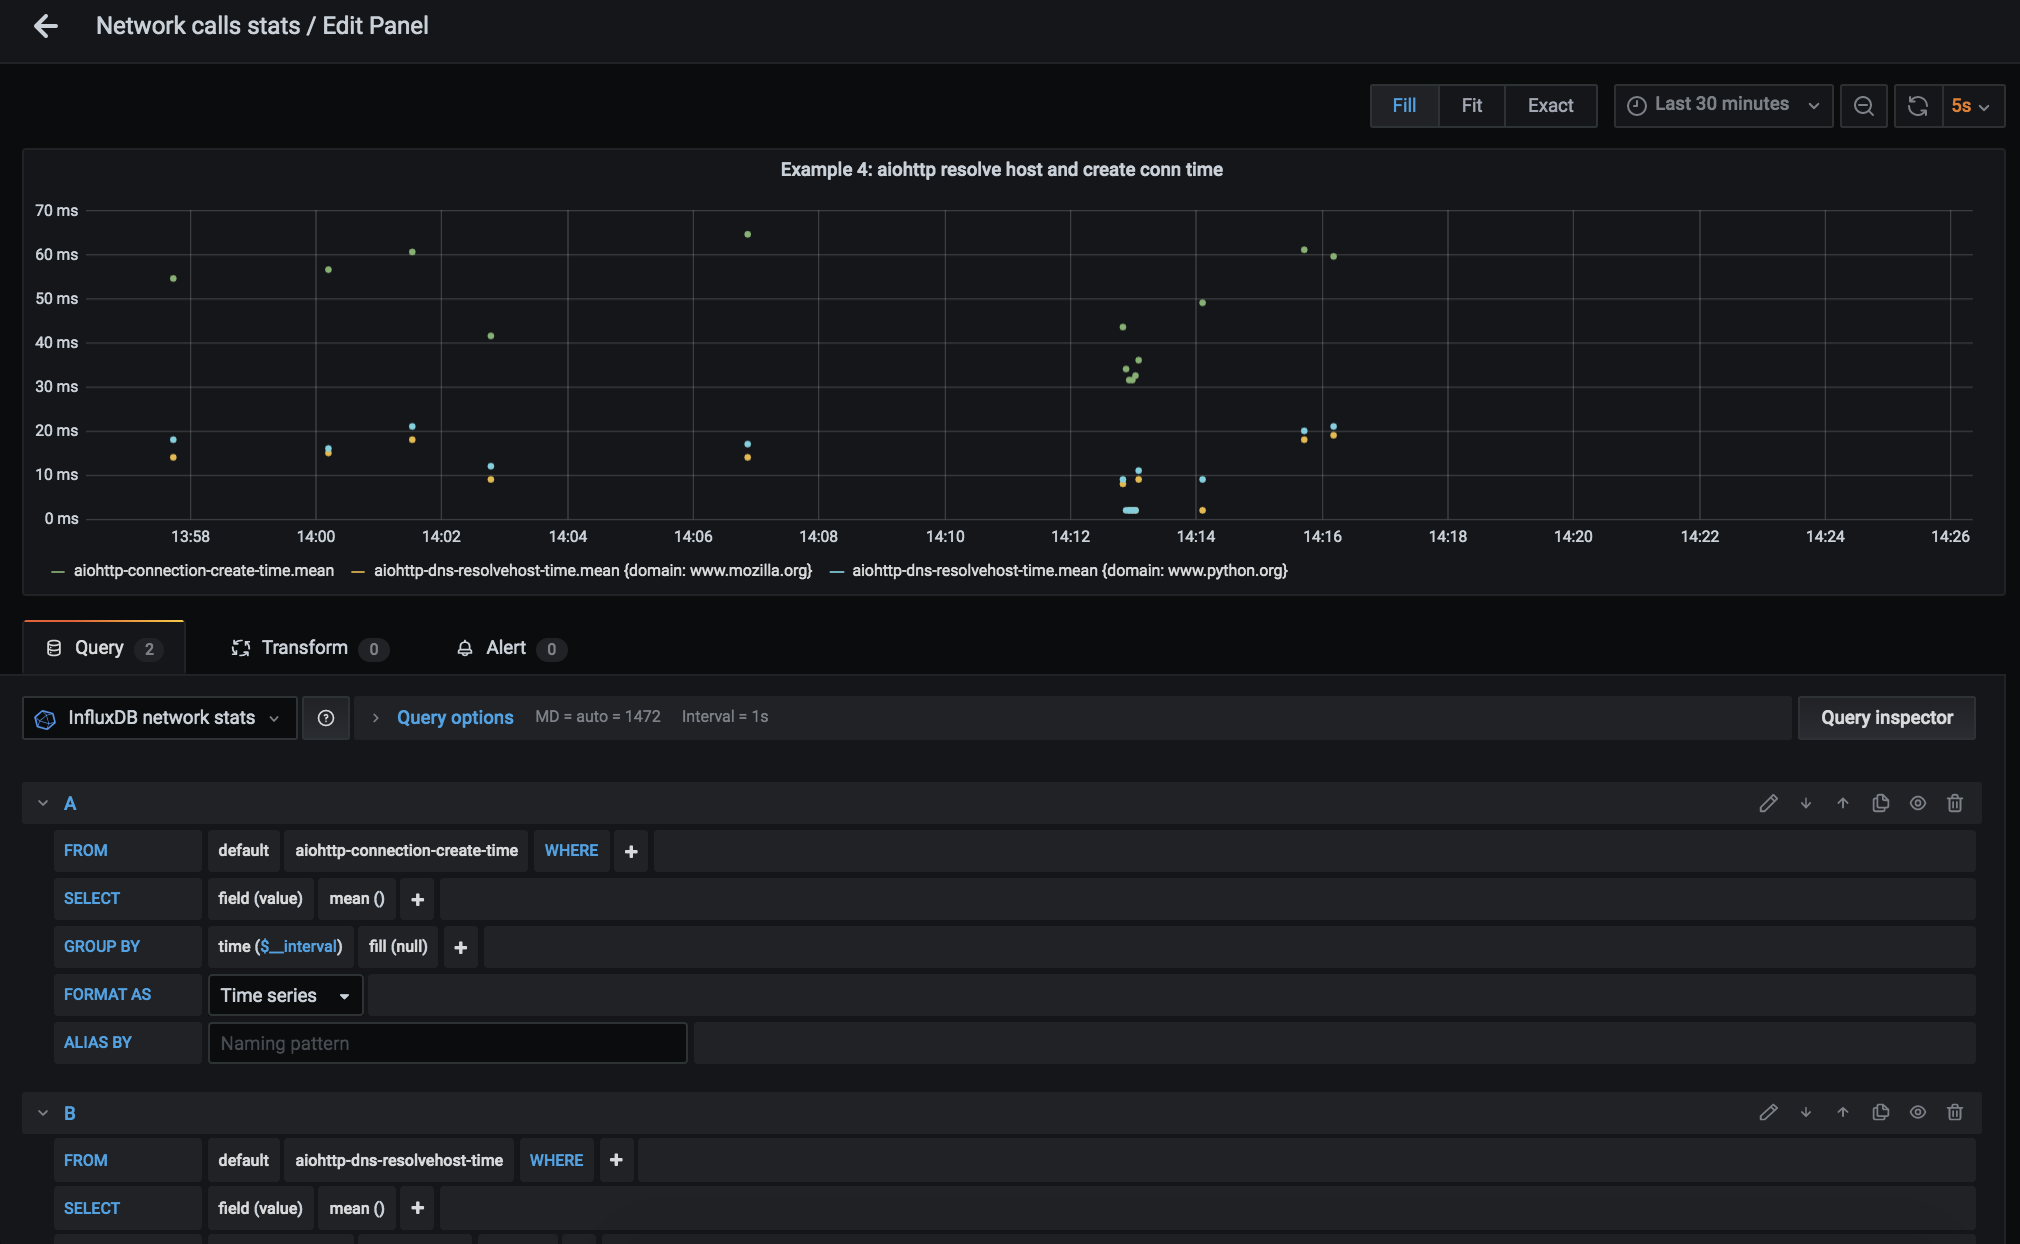 Network calls stats / Edit Panel
Fill Fit Exact Last 30 minutes 5s
Example 4: aiohttp resolve host and create conn time
70 ms
60 ms
50 ms
40 ms
30 ms
20 ms
10 ms
0 ms
13:58 14:00 14:02 14:04 14:06 14:08 14:10 14:12 14:14 14:16 14:18 14:20 14:22 14:24 14:26
aiohttp-connection-create-time.mean aiohttp-dns-resolvehost-time.mean {domain: www.mozilla.org} aiohttp-dns-resolvehost-time.mean {domain: www.python.org}
Query 2 Transform 0 Alert 0
InfluxDB network stats Query options MD = auto = 1472 Interval = 1s Query inspector
A
FROM default aiohttp-connection-create-time WHERE +
SELECT field (value) mean () +
GROUP BY time ($__interval) fill (null) +
FORMAT AS Time series
ALIAS BY Naming pattern
B
FROM default aiohttp-dns-resolvehost-time WHERE +
SELECT field (value) mean () +